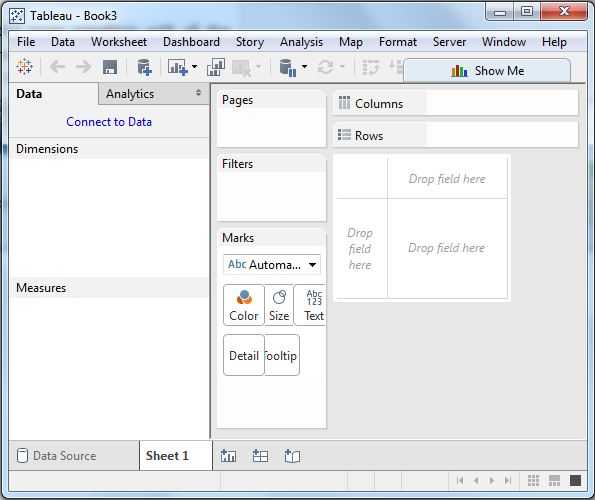 Tableau - Book3
File Data Worksheet Dashboard Story Analysis Map Format Server Window Help
Show Me
Data Analytics
Connect to Data
Dimensions
Measures
Pages
Filters
Marks
Abc Automa...
Color Size Abc 123 Text
Detail Tooltip
Columns
Rows
Drop field here
Drop
field
here
Drop field here
Data Source Sheet 1